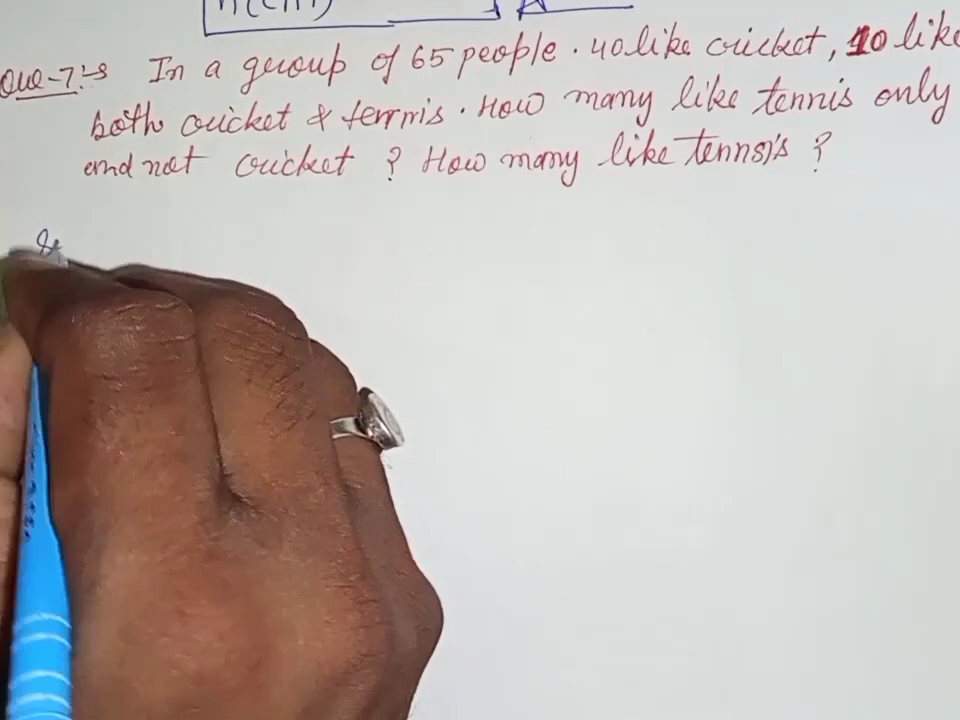 Que-7:-s In a group of 65 people . 40 like cricket, 10 like
both cricket & tennis . How many like tennis only
and not cricket ? How many like tennsis ?